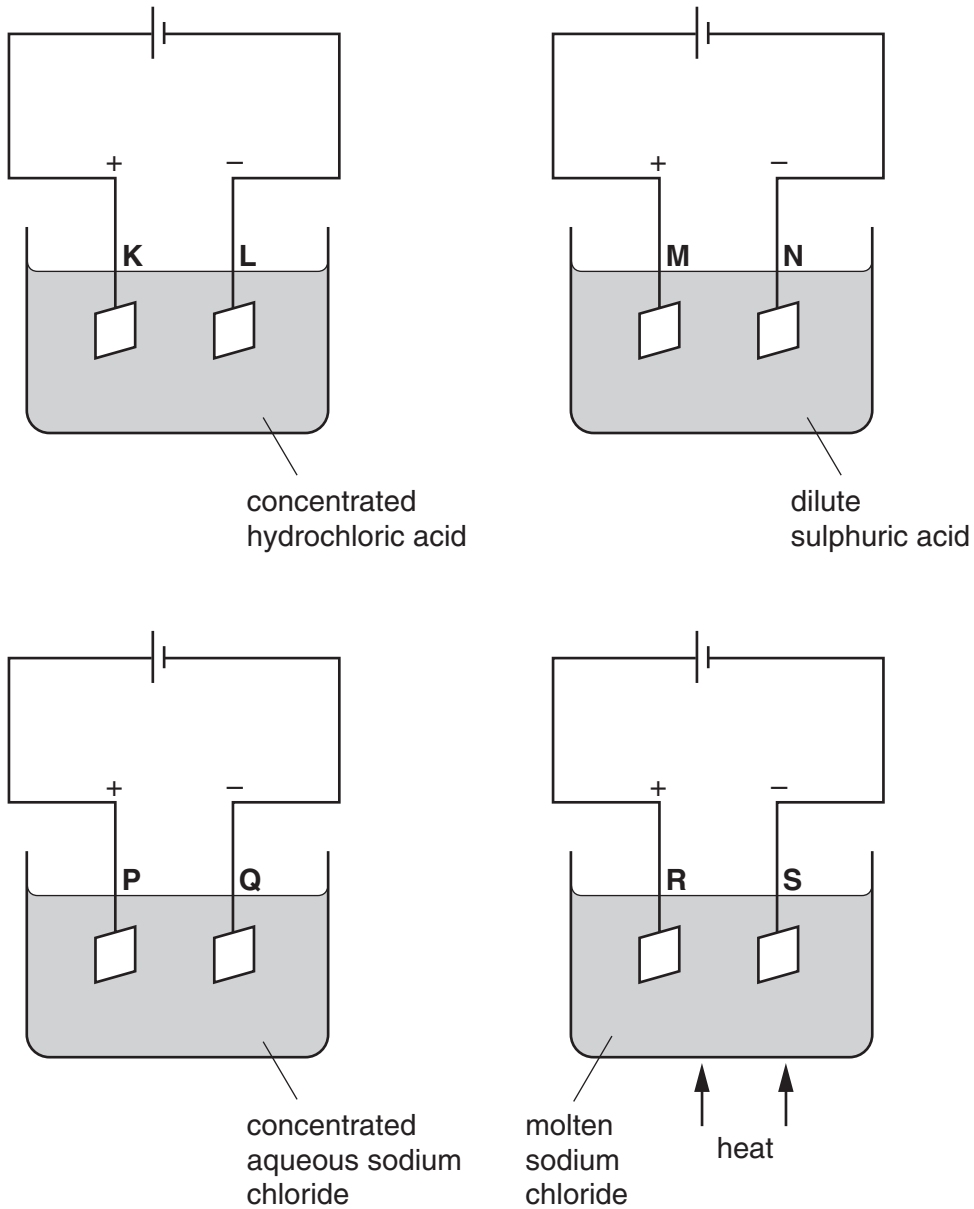 + –
K L
concentrated
hydrochloric acid
+ –
M N
dilute
sulphuric acid
+ –
P Q
concentrated
aqueous sodium
chloride
+ –
R S
molten
sodium
chloride
heat